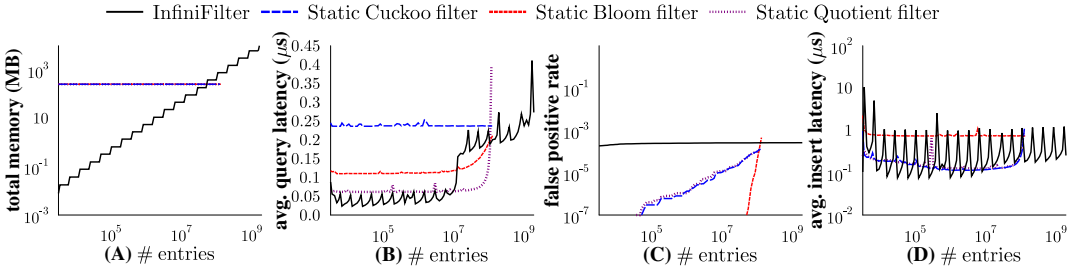 InfiniFilter Static Cuckoo filter Static Bloom filter Static Quotient filter
total memory (MB)
10^3
10
10^-1
10^-3
10^5 10^7 10^9
(A) # entries
avg. query latency (μs)
0.45
0.4
0.35
0.3
0.25
0.2
0.15
0.1
0.05
0.0
10^5 10^7 10^9
(B) # entries
false positive rate
10^-1
10^-3
10^-5
10^-7
10^5 10^7 10^9
(C) # entries
avg. insert latency (μs)
10^2
10
1
10^-1
10^-2
10^5 10^7 10^9
(D) # entries